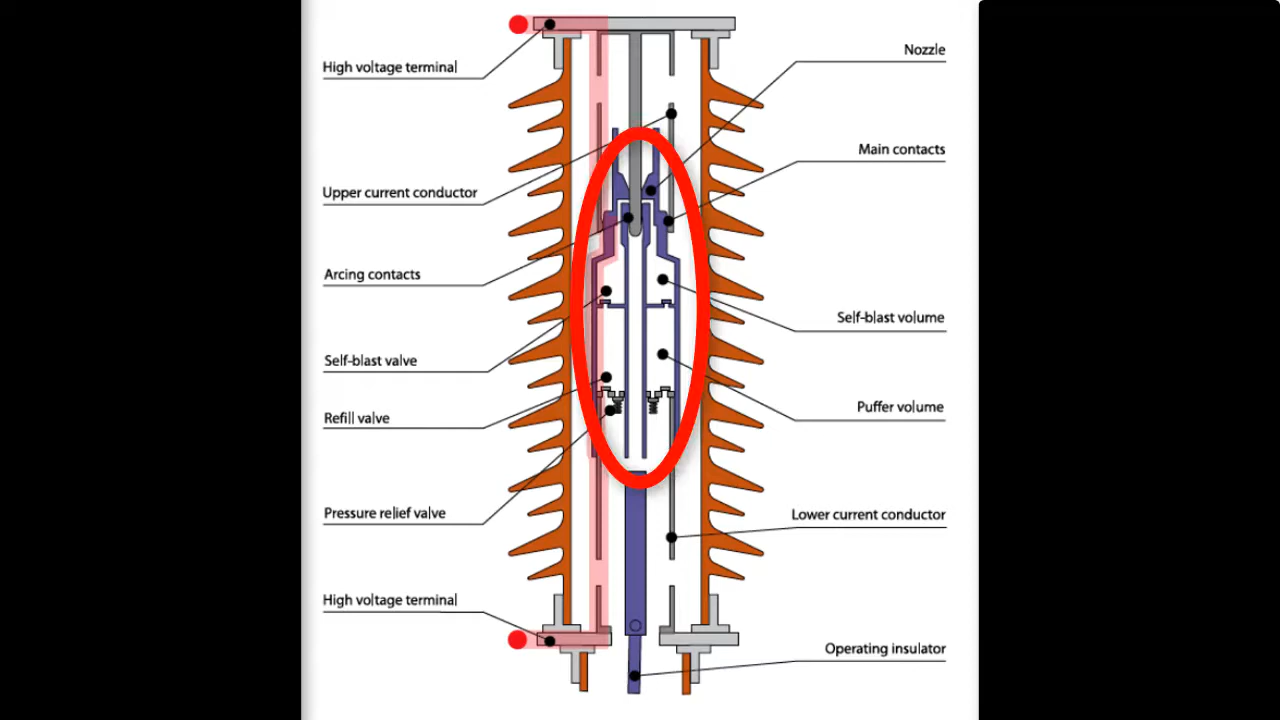 High voltage terminal
Upper current conductor
Arcing contacts
Self-blast valve
Refill valve
Pressure relief valve
High voltage terminal
Nozzle
Main contacts
Self-blast volume
Puffer volume
Lower current conductor
Operating insulator